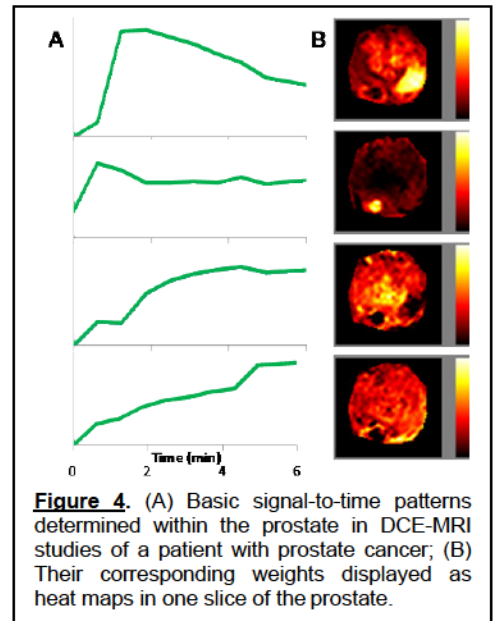 A
B
Time (min)
0
2
4
6
Figure 4. (A) Basic signal-to-time patterns
determined within the prostate in DCE-MRI
studies of a patient with prostate cancer; (B)
Their corresponding weights displayed as
heat maps in one slice of the prostate.